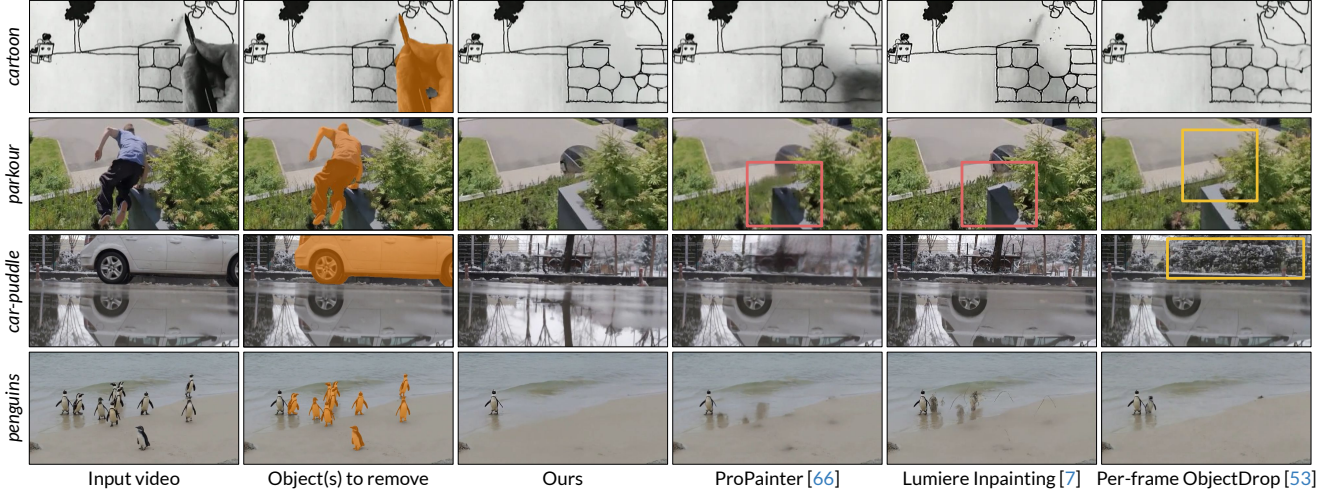 cartoon
parkour
car-puddle
penguins
Input video
Object(s) to remove
Ours
ProPainter [66]
Lumiere Inpainting [7]
Per-frame ObjectDrop [53]